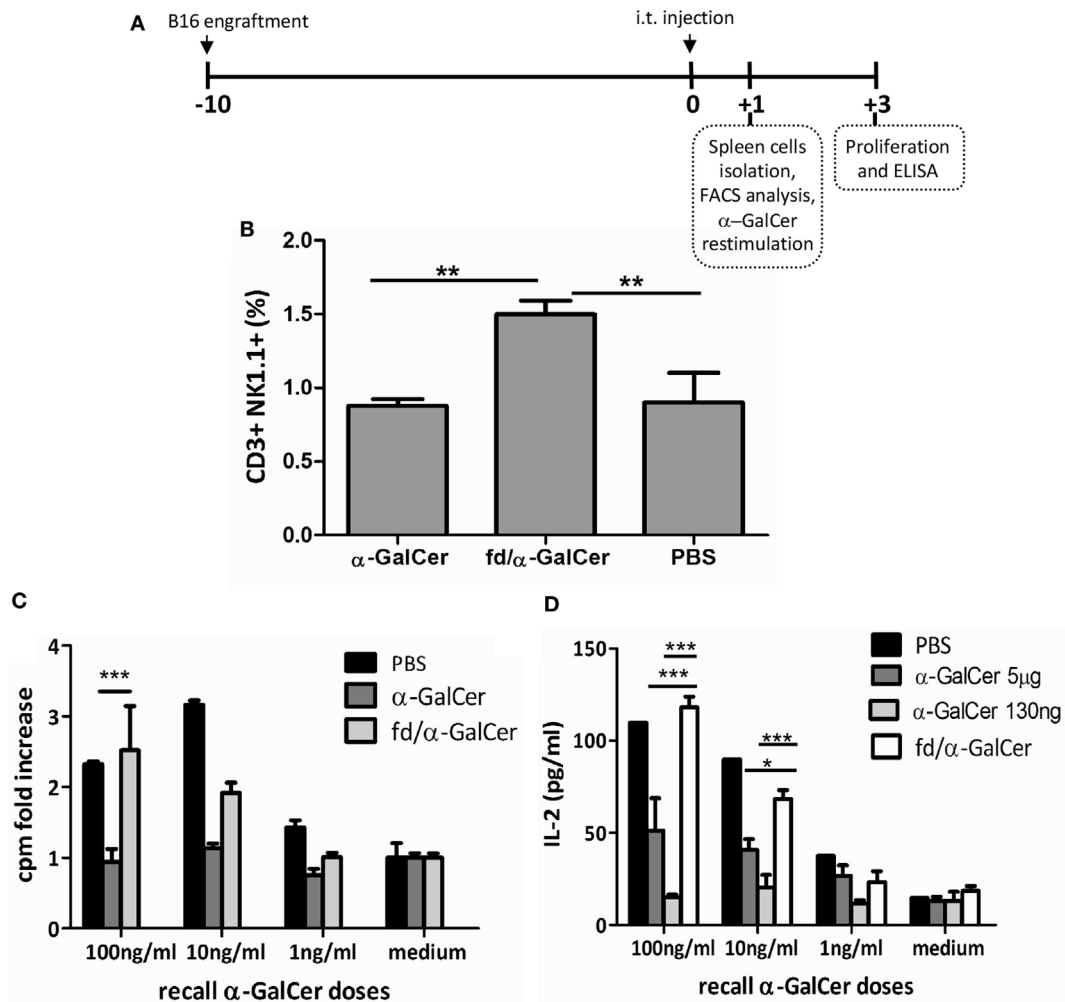 A
B16 engraftment
i.t. injection
-10
0
+1
+3
Spleen cells
isolation,
FACS analysis,
α–GalCer
restimulation
Proliferation
and ELISA
B
CD3+ NK1.1+ (%)
2.0
1.5
1.0
0.5
0.0
**
**
α-GalCer
fd/α-GalCer
PBS
C
cpm fold increase
4
3
2
1
0
***
PBS
α-GalCer
fd/α-GalCer
100ng/ml
10ng/ml
1ng/ml
medium
recall α-GalCer doses
D
IL-2 (pg/ml)
150
100
50
0
***
***
***
*
PBS
α-GalCer 5µg
α-GalCer 130ng
fd/α-GalCer
100ng/ml
10ng/ml
1ng/ml
medium
recall α-GalCer doses